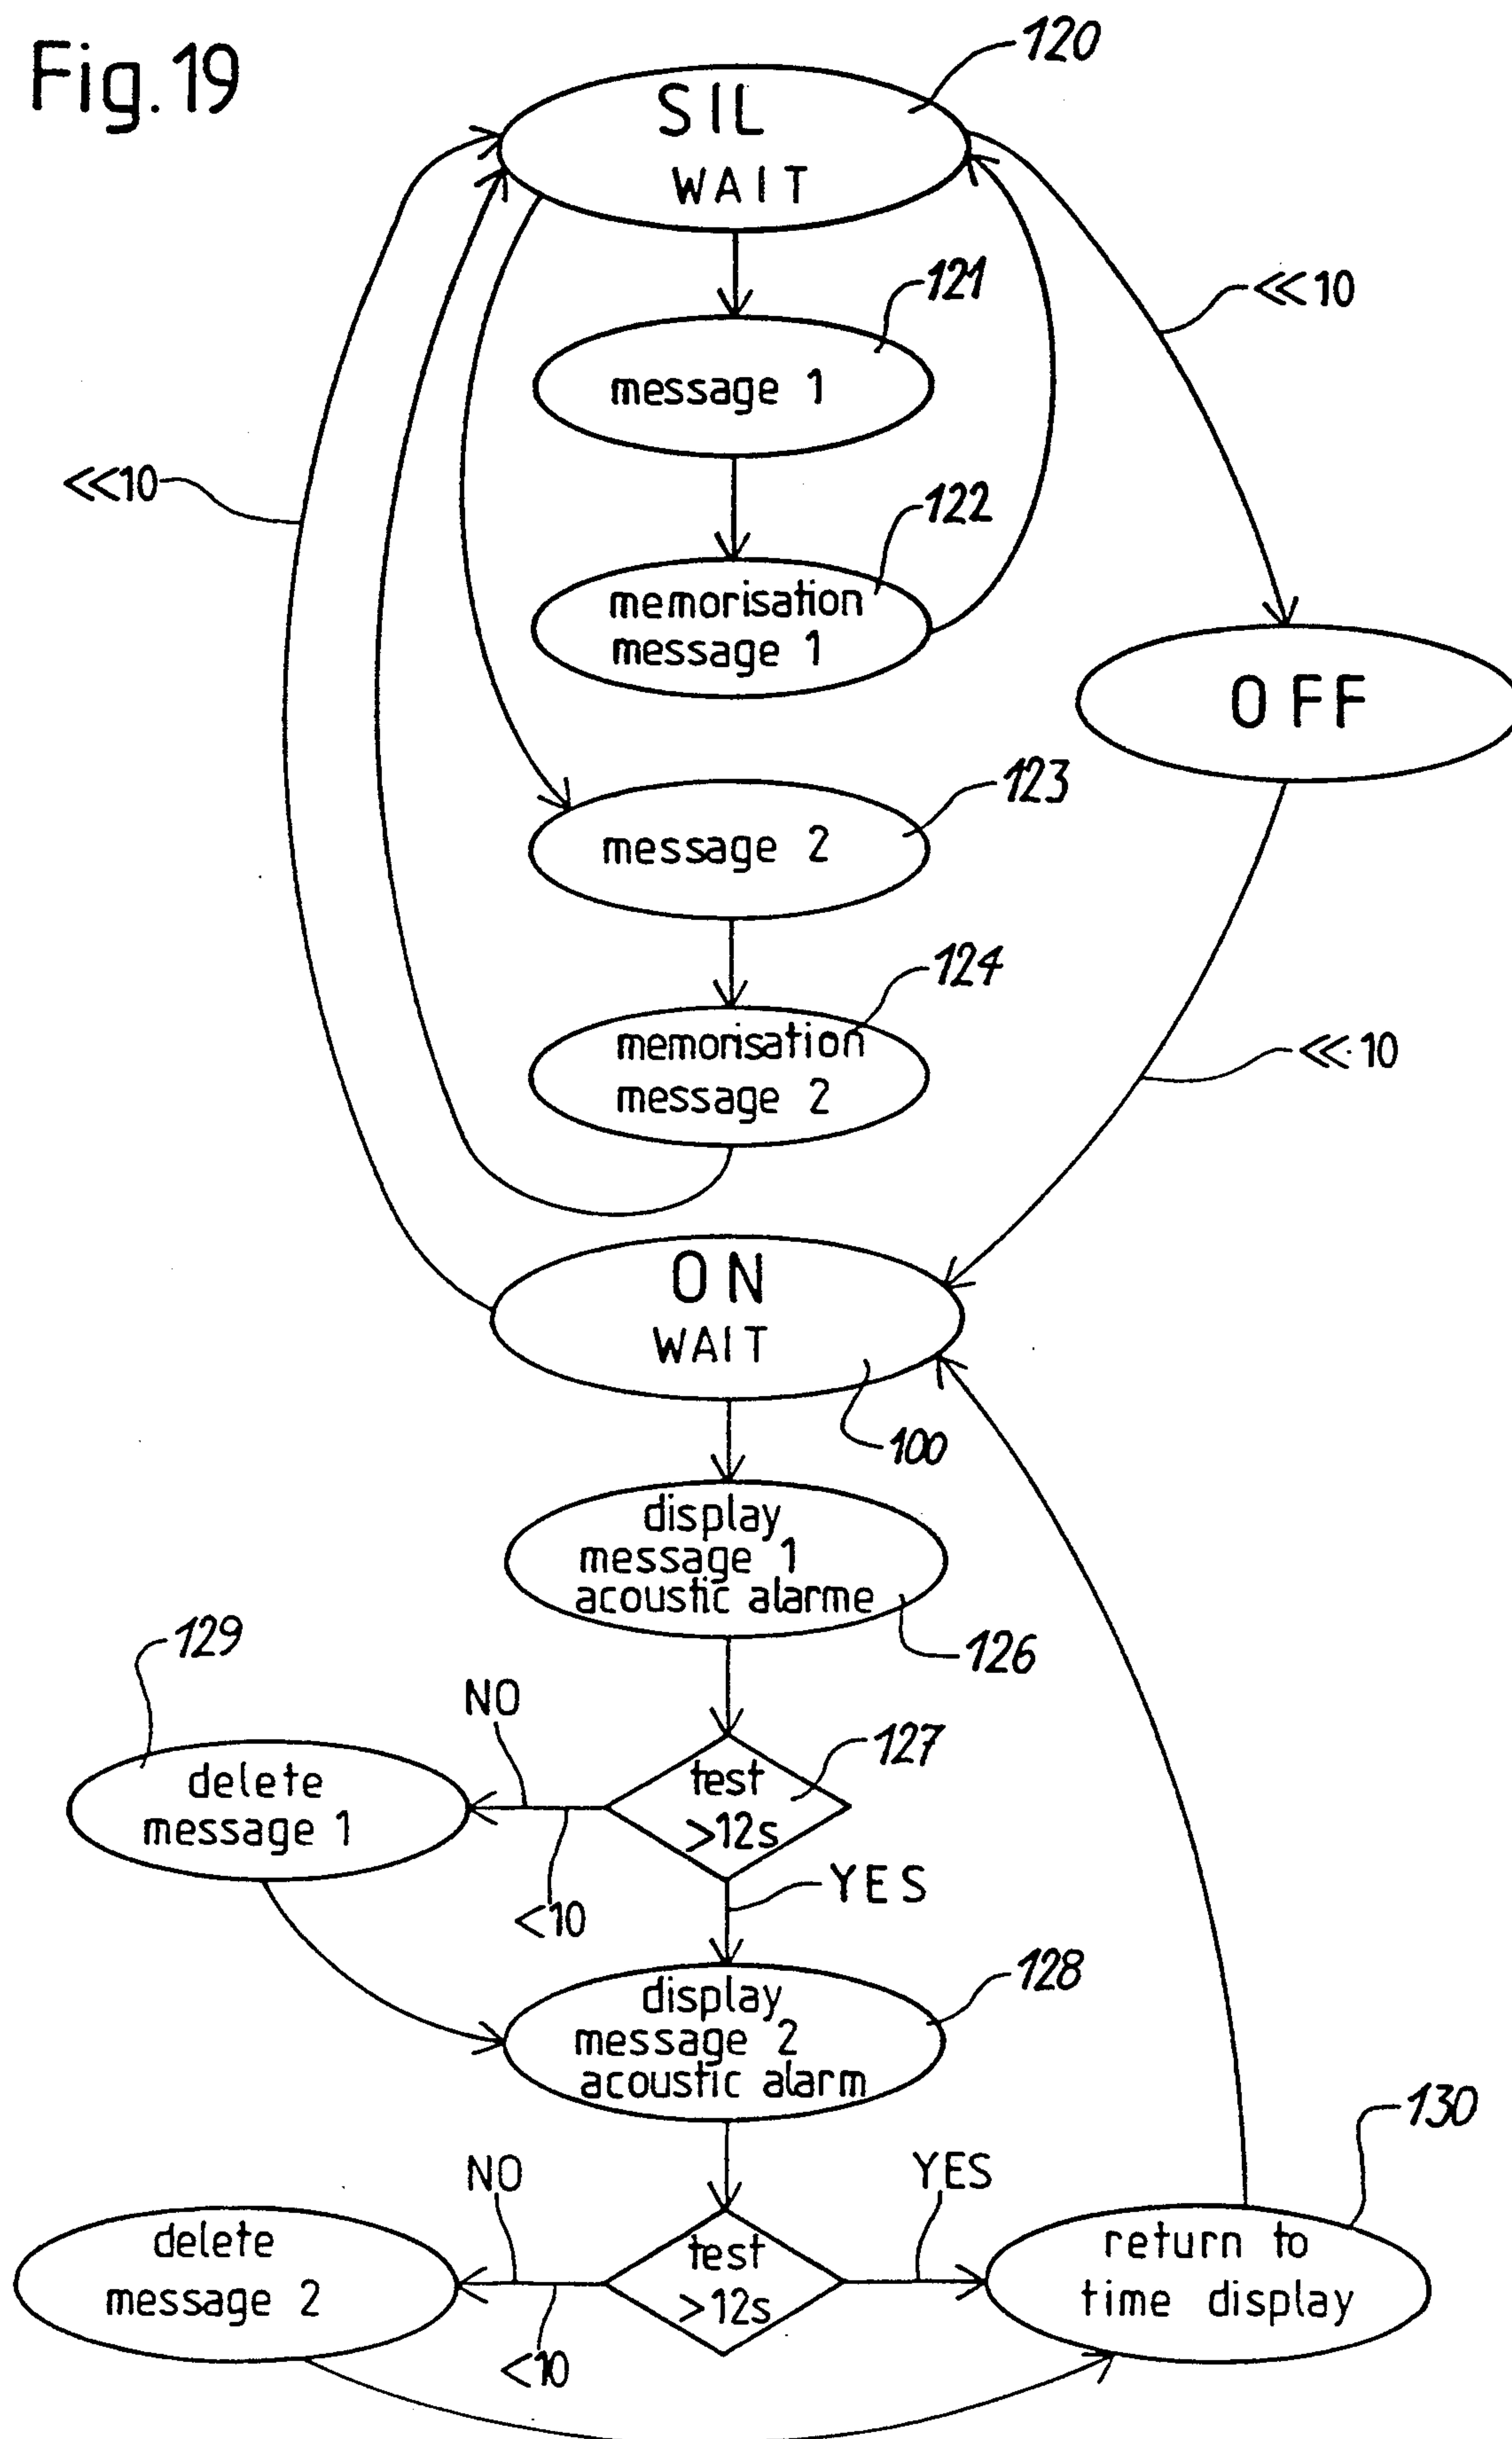 Fig. 19
120
SIL
WAIT
121
<<10
message 1
<<10
122
memorisation
message 1
OFF
123
message 2
124
memorisation
message 2
<<10
ON
WAIT
100
display
message 1
acoustic alarme
126
129
NO
127
test
>12s
delete
message 1
<10
YES
128
display
message 2
acoustic alarm
130
NO
YES
delete
message 2
test
>12s
return to
time display
<10